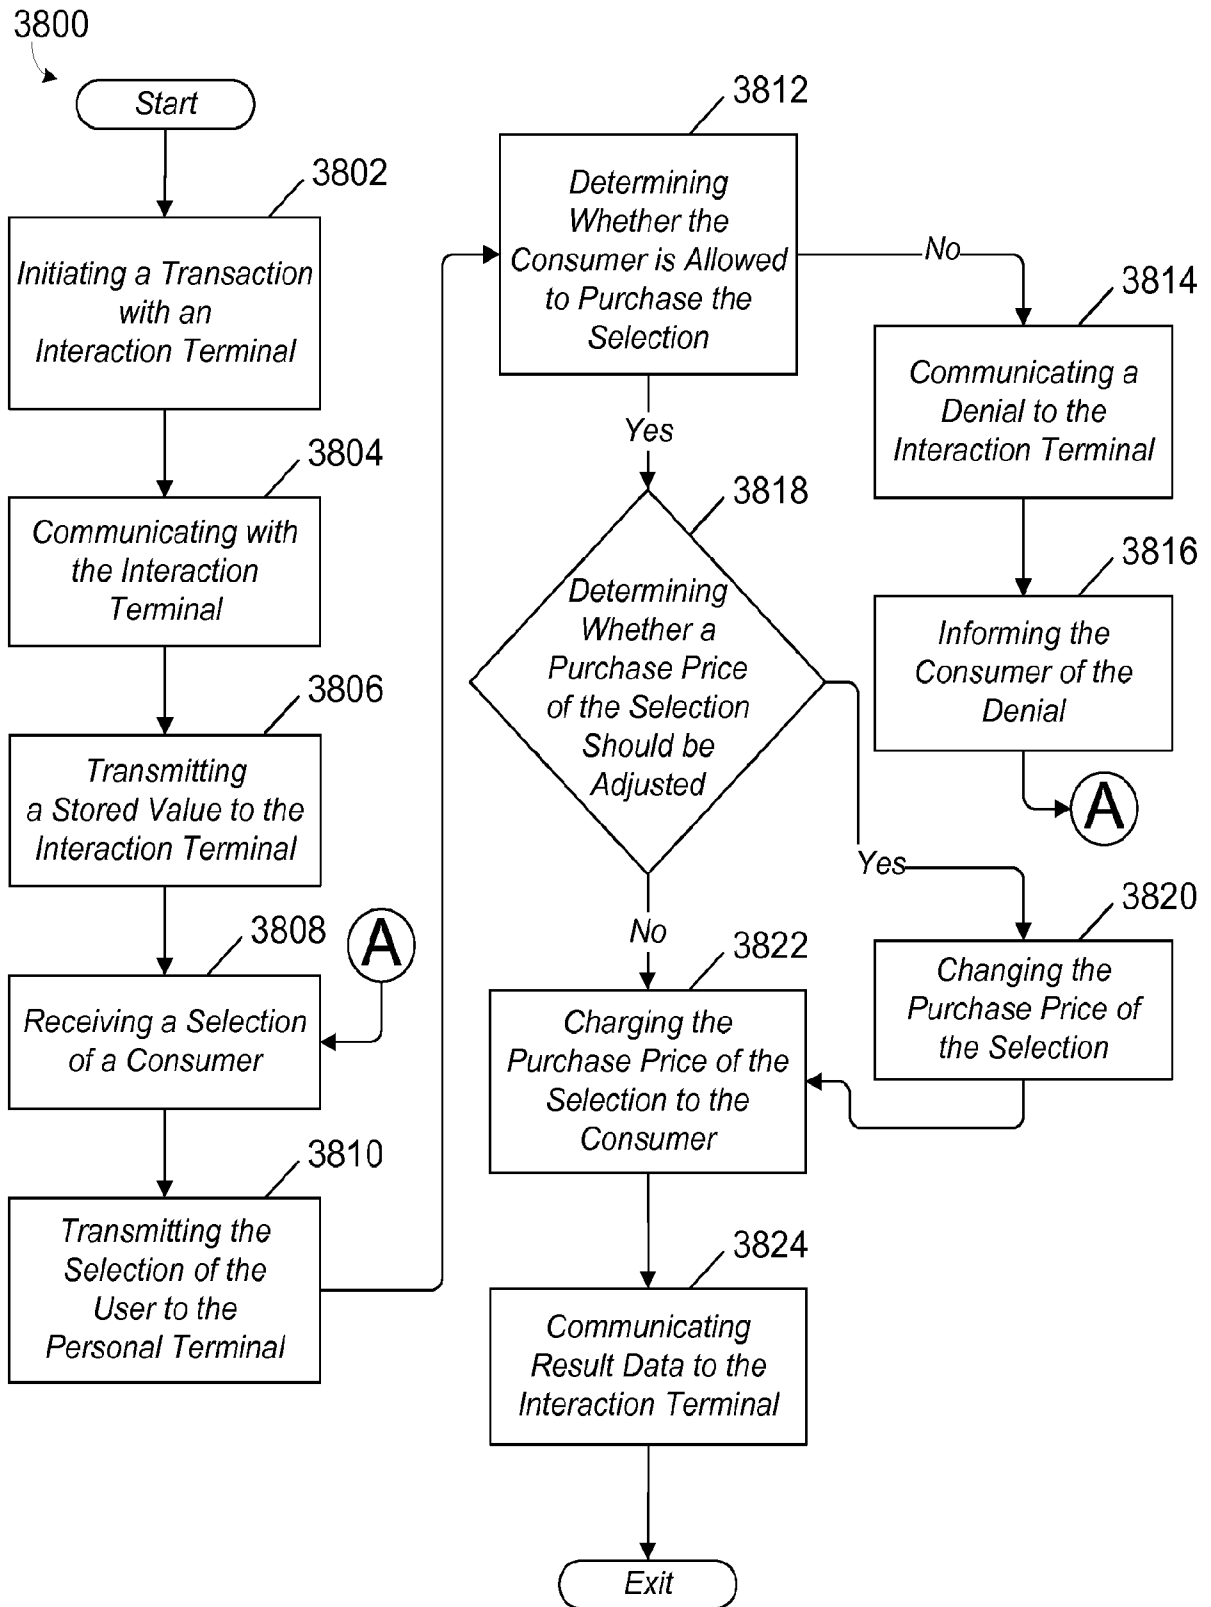 3800
Start
3802
Initiating a Transaction
with an
Interaction Terminal
3804
Communicating with
the Interaction
Terminal
3806
Transmitting
a Stored Value to the
Interaction Terminal
3808
A
Receiving a Selection
of a Consumer
3810
Transmitting the
Selection of the
User to the
Personal Terminal
3812
Determining
Whether the
Consumer is Allowed
to Purchase the
Selection
No
Yes
3814
Communicating a
Denial to the
Interaction Terminal
3816
Informing the
Consumer of the
Denial
A
3818
Determining
Whether a
Purchase Price
of the Selection
Should be
Adjusted
Yes
No
3820
Changing the
Purchase Price of
the Selection
3822
Charging the
Purchase Price of the
Selection to the
Consumer
3824
Communicating
Result Data to the
Interaction Terminal
Exit